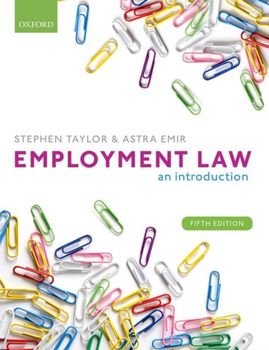 OXFORD
STEPHEN TAYLOR & ASTRA EMIR
EMPLOYMENT LAW
an introduction
FIFTH EDITION